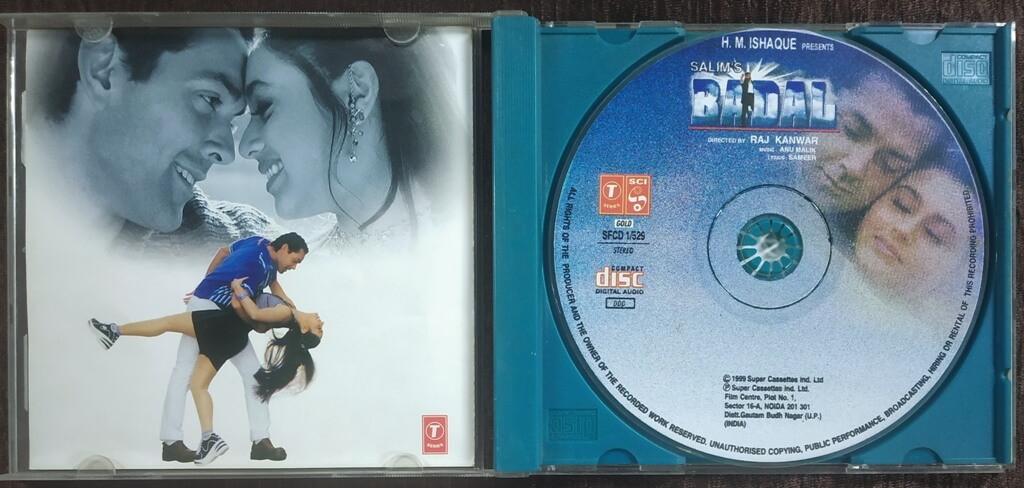 T
SERIES
H. M. ISHAQUE PRESENTS
SALIM'S
BADAL
DIRECTED BY RAJ KANWAR
MUSIC ANU MALIK
LYRICS SAMEER
T
SERIES
SCI
GOLD
SFCD 1/529
STEREO
COMPACT
disc
DIGITAL AUDIO
DDD
© 1999 Super Cassettes Ind. Ltd
℗ Super Cassettes Ind. Ltd.
Film Centre, Plot No. 1,
Sector 16-A, NOIDA 201 301
Distt.Gautam Budh Nagar (U.P.)
(INDIA)
ALL RIGHTS OF THE PRODUCER AND THE OWNER OF THE RECORDED WORK RESERVED. UNAUTHORISED COPYING, PUBLIC PERFORMANCE, BROADCASTING, HIRING OR RENTAL OF THIS RECORDING PROHIBITED.
COMPACT
disc